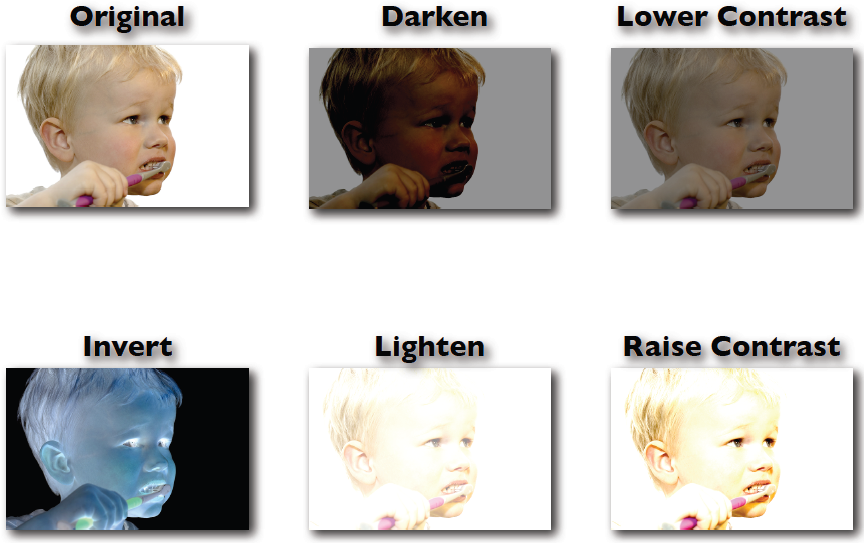 Original
Darken
Lower Contrast
Invert
Lighten
Raise Contrast